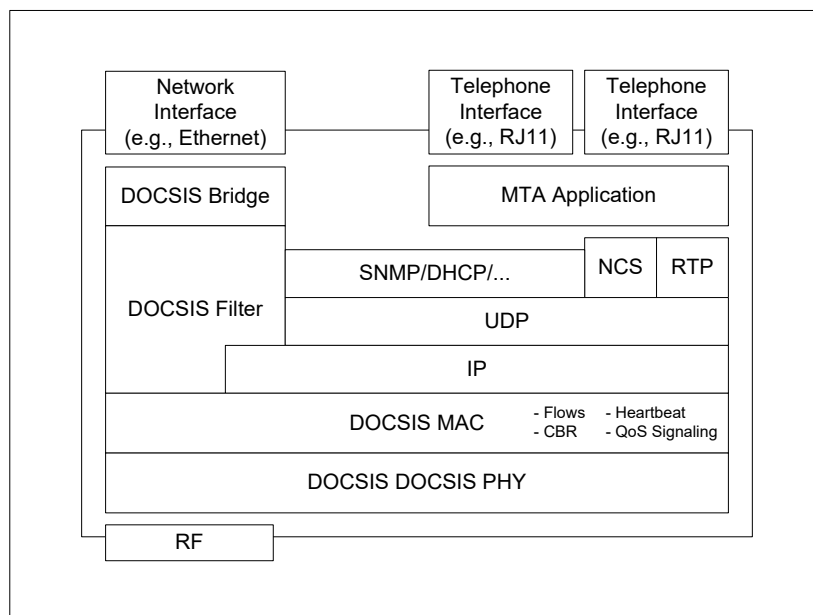 Network
Interface
(e.g., Ethernet)
Telephone
Interface
(e.g., RJ11)
Telephone
Interface
(e.g., RJ11)
DOCSIS Bridge
MTA Application
SNMP/DHCP/...
NCS
RTP
DOCSIS Filter
UDP
IP
DOCSIS MAC
- Flows
- Heartbeat
- CBR
- QoS Signaling
DOCSIS DOCSIS PHY
RF